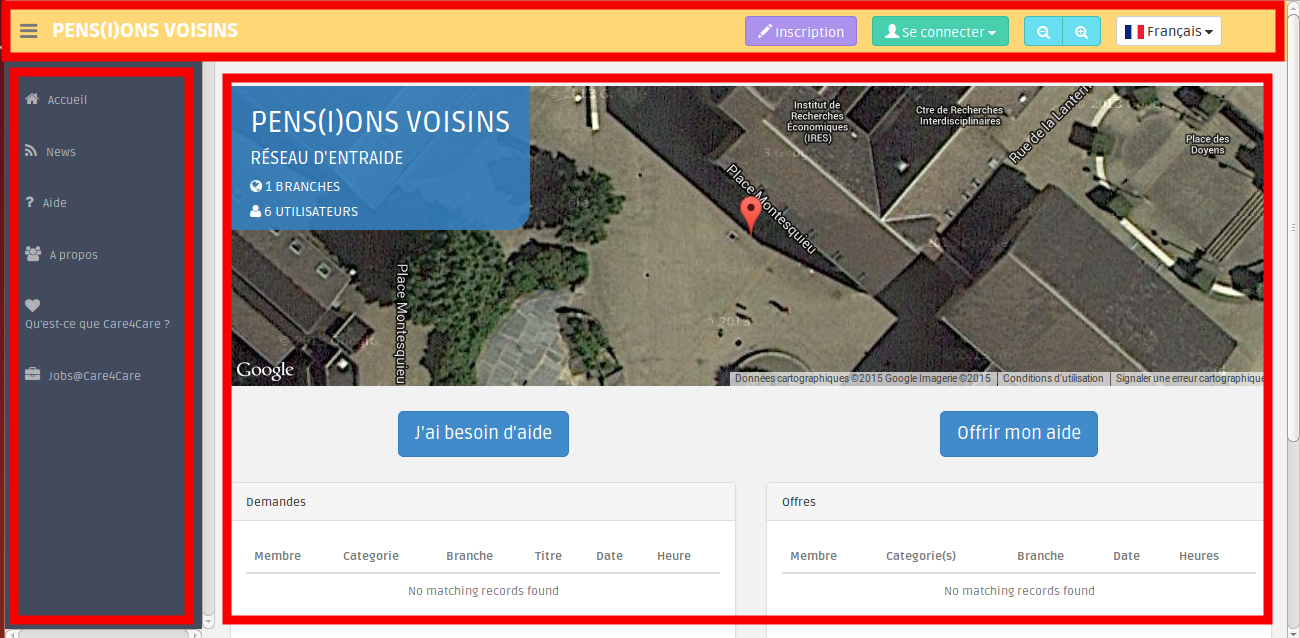 PENS(I)ONS VOISINS
Inscription
Se connecter
Français
Accueil
News
Aide
A propos
Qu'est-ce que Care4Care ?
Jobs@Care4Care
PENS(I)ONS VOISINS
RÉSEAU D'ENTRAIDE
1 BRANCHES
6 UTILISATEURS
Institut de
Recherches
Économiques
(IRES)
Ctre de Recherches
Interdisciplinaires
Rue de la Lantern
Place des
Doyens
Place Montesquieu
Place Montesquieu
Google
Données cartographiques ©2015 Google Imagerie ©2015
Conditions d'utilisation
Signaler une erreur cartographique
J'ai besoin d'aide
Offrir mon aide
Demandes
Membre Categorie Branche Titre Date Heure
No matching records found
Offres
Membre Categorie(s) Branche Date Heures
No matching records found